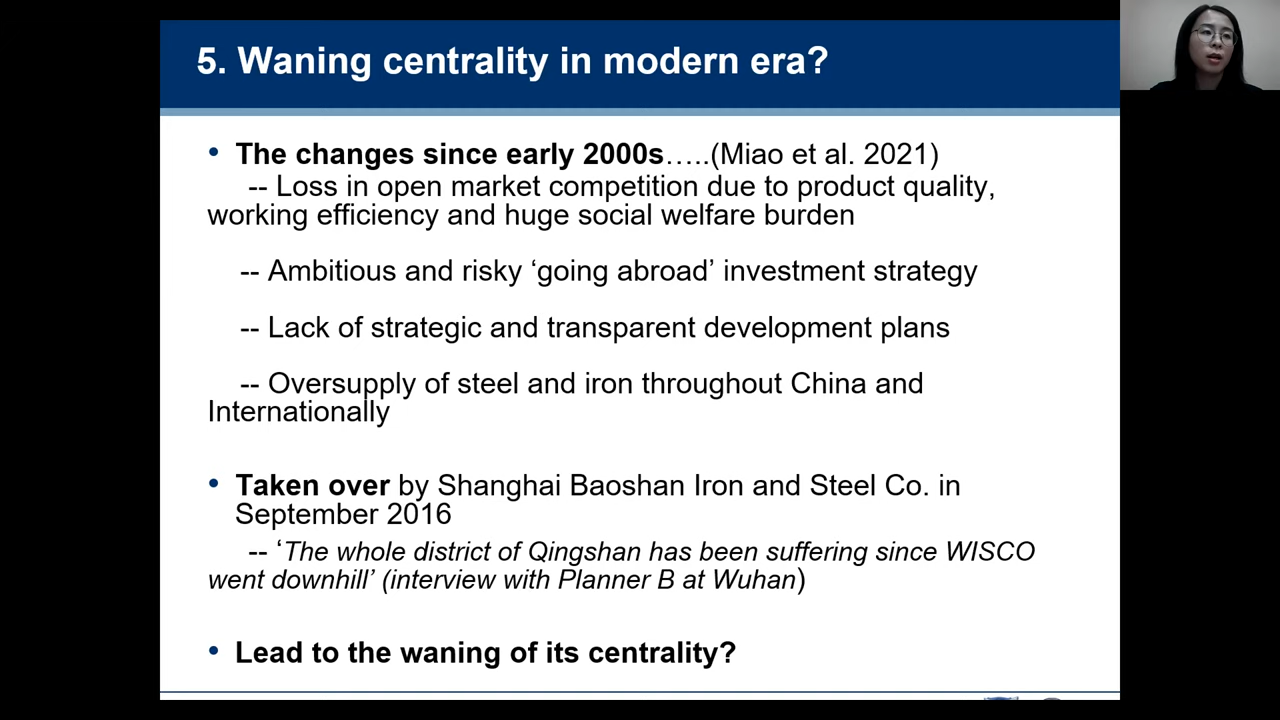 5. Waning centrality in modern era?
• The changes since early 2000s…..(Miao et al. 2021)
-- Loss in open market competition due to product quality,
working efficiency and huge social welfare burden
-- Ambitious and risky ‘going abroad’ investment strategy
-- Lack of strategic and transparent development plans
-- Oversupply of steel and iron throughout China and
Internationally
• Taken over by Shanghai Baoshan Iron and Steel Co. in
September 2016
-- ‘The whole district of Qingshan has been suffering since WISCO
went downhill’ (interview with Planner B at Wuhan)
• Lead to the waning of its centrality?